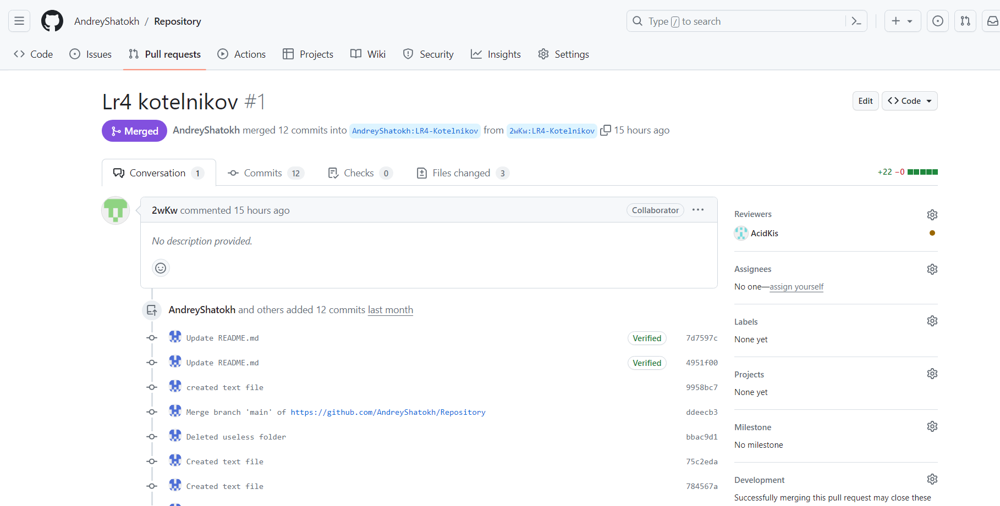 AndreyShatokh / Repository
Type / to search
Code
Issues
Pull requests
Actions
Projects
Wiki
Security
Insights
Settings
Lr4 kotelnikov #1
Edit
<> Code
Merged
AndreyShatokh merged 12 commits into AndreyShatokh:LR4-Kotelnikov from 2wKw:LR4-Kotelnikov 15 hours ago
Conversation 1
Commits 12
Checks 0
Files changed 3
+22 −0
2wKw commented 15 hours ago
Collaborator
No description provided.
AndreyShatokh and others added 12 commits last month
Update README.md Verified 7d7597c
Update README.md Verified 4951f00
created text file 9958bc7
Merge branch 'main' of https://github.com/AndreyShatokh/Repository ddeecb3
Deleted useless folder bbac9d1
Created text file 75c2eda
Created text file 784567a
Reviewers
AcidKis
Assignees
No one—assign yourself
Labels
None yet
Projects
None yet
Milestone
No milestone
Development
Successfully merging this pull request may close these